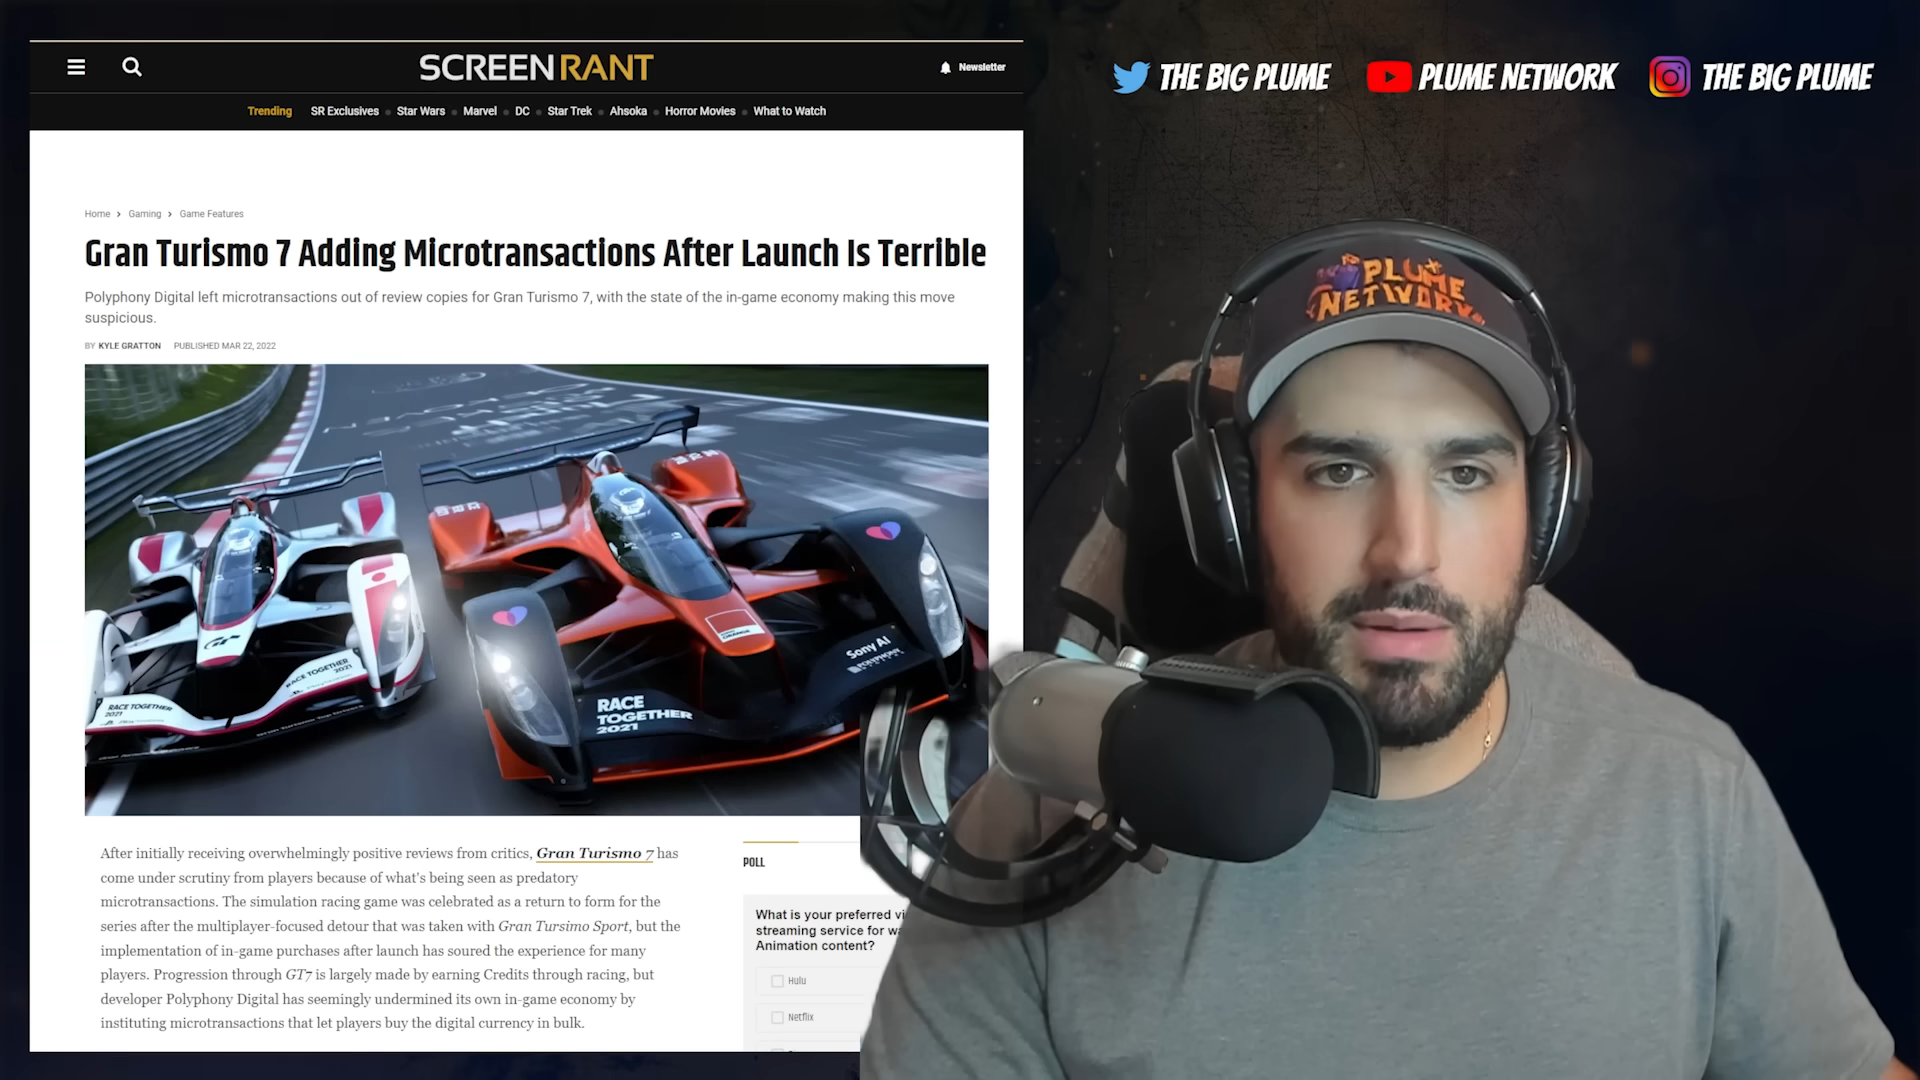 SCREENRANT
Newsletter
Trending SR Exclusives Star Wars Marvel DC Star Trek Ahsoka Horror Movies What to Watch
THE BIG PLUME PLUME NETWORK THE BIG PLUME
Home > Gaming > Game Features
Gran Turismo 7 Adding Microtransactions After Launch Is Terrible
Polyphony Digital left microtransactions out of review copies for Gran Turismo 7, with the state of the in-game economy making this move
suspicious.
BY KYLE GRATTON PUBLISHED MAR 22, 2022
PLUME
NETWORK
GT
RACE TOGETHER
2021
RACE TOGETHER
2021
RACE
TOGETHER
2021
Sony AI
POLYPHONY
After initially receiving overwhelmingly positive reviews from critics, Gran Turismo 7 has
come under scrutiny from players because of what's being seen as predatory
microtransactions. The simulation racing game was celebrated as a return to form for the
series after the multiplayer-focused detour that was taken with Gran Tursimo Sport, but the
implementation of in-game purchases after launch has soured the experience for many
players. Progression through GT7 is largely made by earning Credits through racing, but
developer Polyphony Digital has seemingly undermined its own in-game economy by
instituting microtransactions that let players buy the digital currency in bulk.
POLL
What is your preferred
streaming service for
Animation content?
Hulu
Netflix